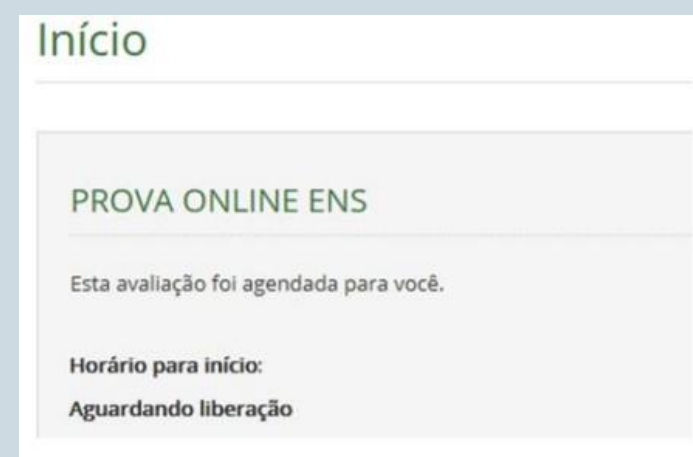 Início
PROVA ONLINE ENS
Esta avaliação foi agendada para você.
Horário para início:
Aguardando liberação